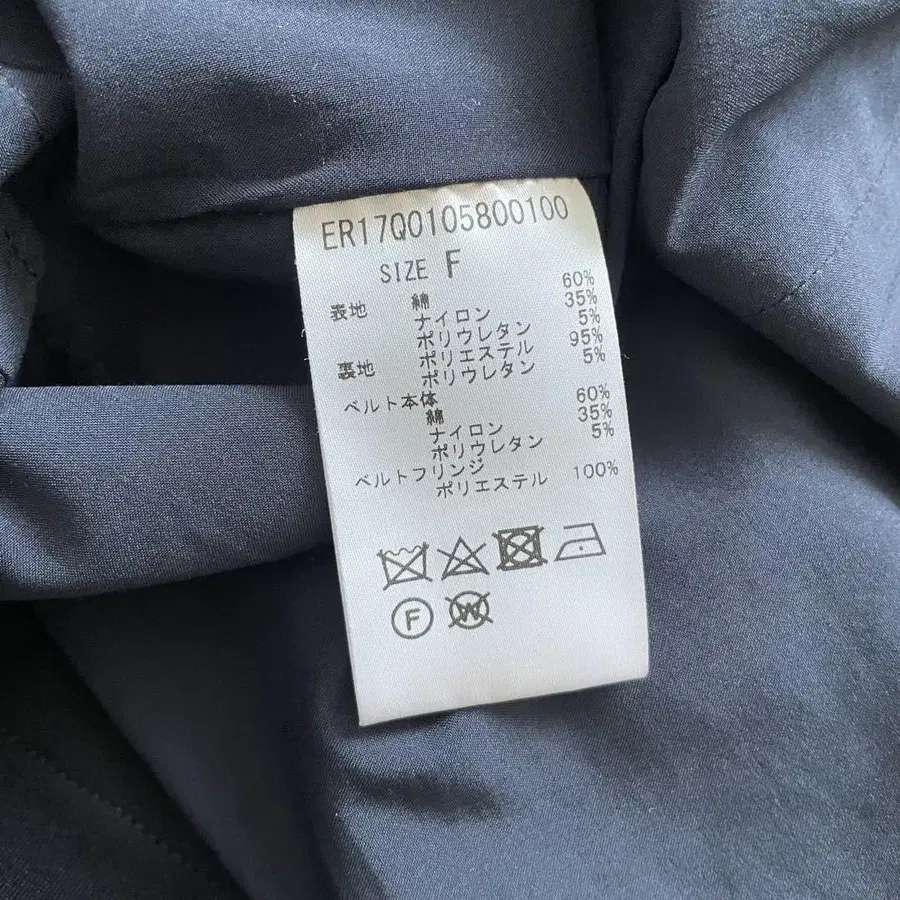 ER17Q0105800100
SIZE F
表地 綿 60%
ナイロン 35%
ポリウレタン 5%
裏地 ポリエステル 95%
ポリウレタン 5%
ベルト本体
綿 60%
ナイロン 35%
ポリウレタン 5%
ベルトフリンジ
ポリエステル 100%
F W